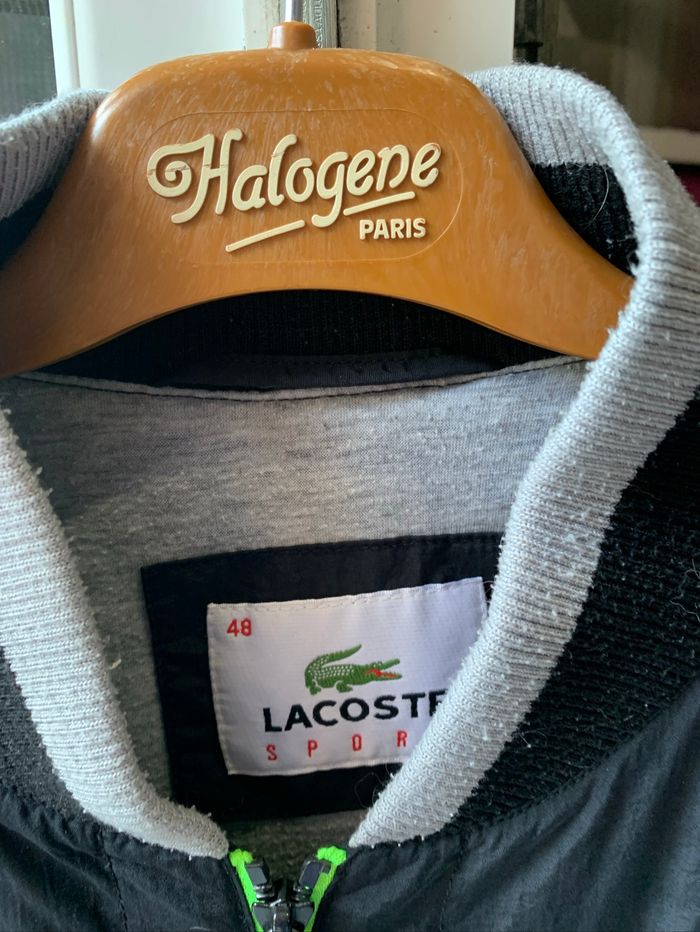 Halogene
PARIS
48
LACOSTE
SPOR